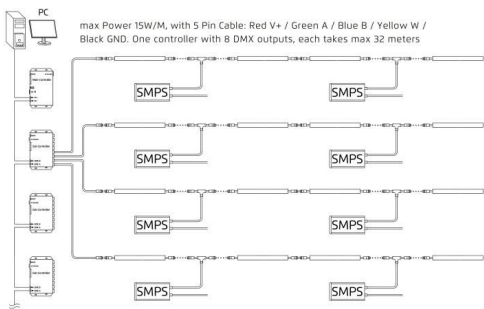 PC
max Power 15W/M, with 5 Pin Cable: Red V+ / Green A / Blue B / Yellow W /
Black GND. One controller with 8 DMX outputs, each takes max 32 meters
SMPS
SMPS
SMPS
SMPS
SMPS
SMPS
SMPS
SMPS